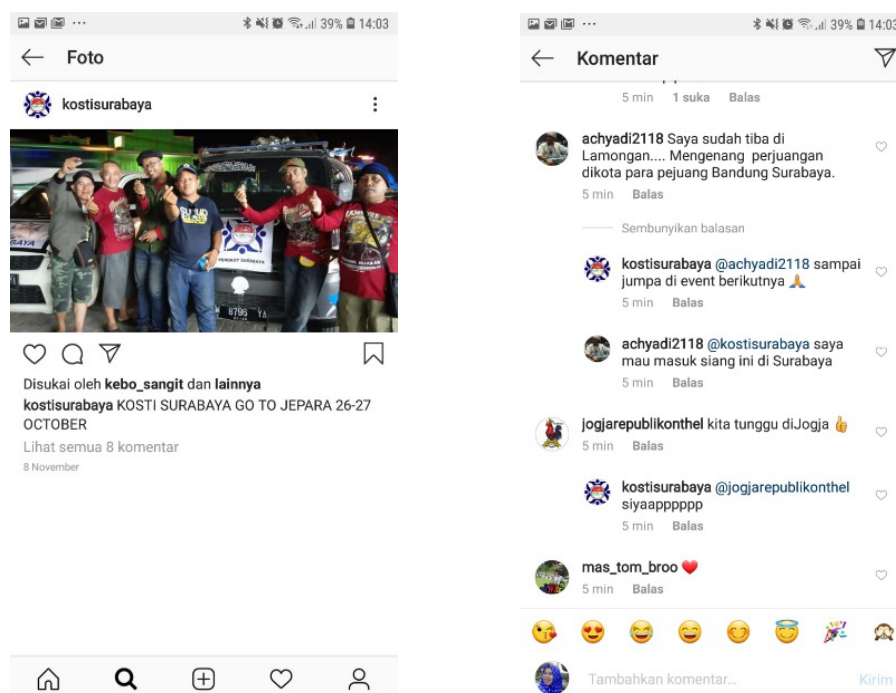 39% 14:03
Foto
kostisurabaya
8795
Disukai oleh kebo_sangit dan lainnya
kostisurabaya KOSTI SURABAYA GO TO JEPARA 26-27
OCTOBER
Lihat semua 8 komentar
8 November
39% 14:03
Komentar
5 min 1 suka Balas
achyadi2118 Saya sudah tiba di
Lamongan.... Mengenang perjuangan
dikota para pejuang Bandung Surabaya.
5 min Balas
Sembunyikan balasan
kostisurabaya @achyadi2118 sampai
jumpa di event berikutnya 🙏
5 min Balas
achyadi2118 @kostisurabaya saya
mau masuk siang ini di Surabaya
5 min Balas
jogjarepublikonthel kita tunggu diJogja 👍
5 min Balas
kostisurabaya @jogjarepublikonthel
siyaapppppp
5 min Balas
mas_tom_broo ❤️
5 min Balas
Tambahkan komentar...
Kirim